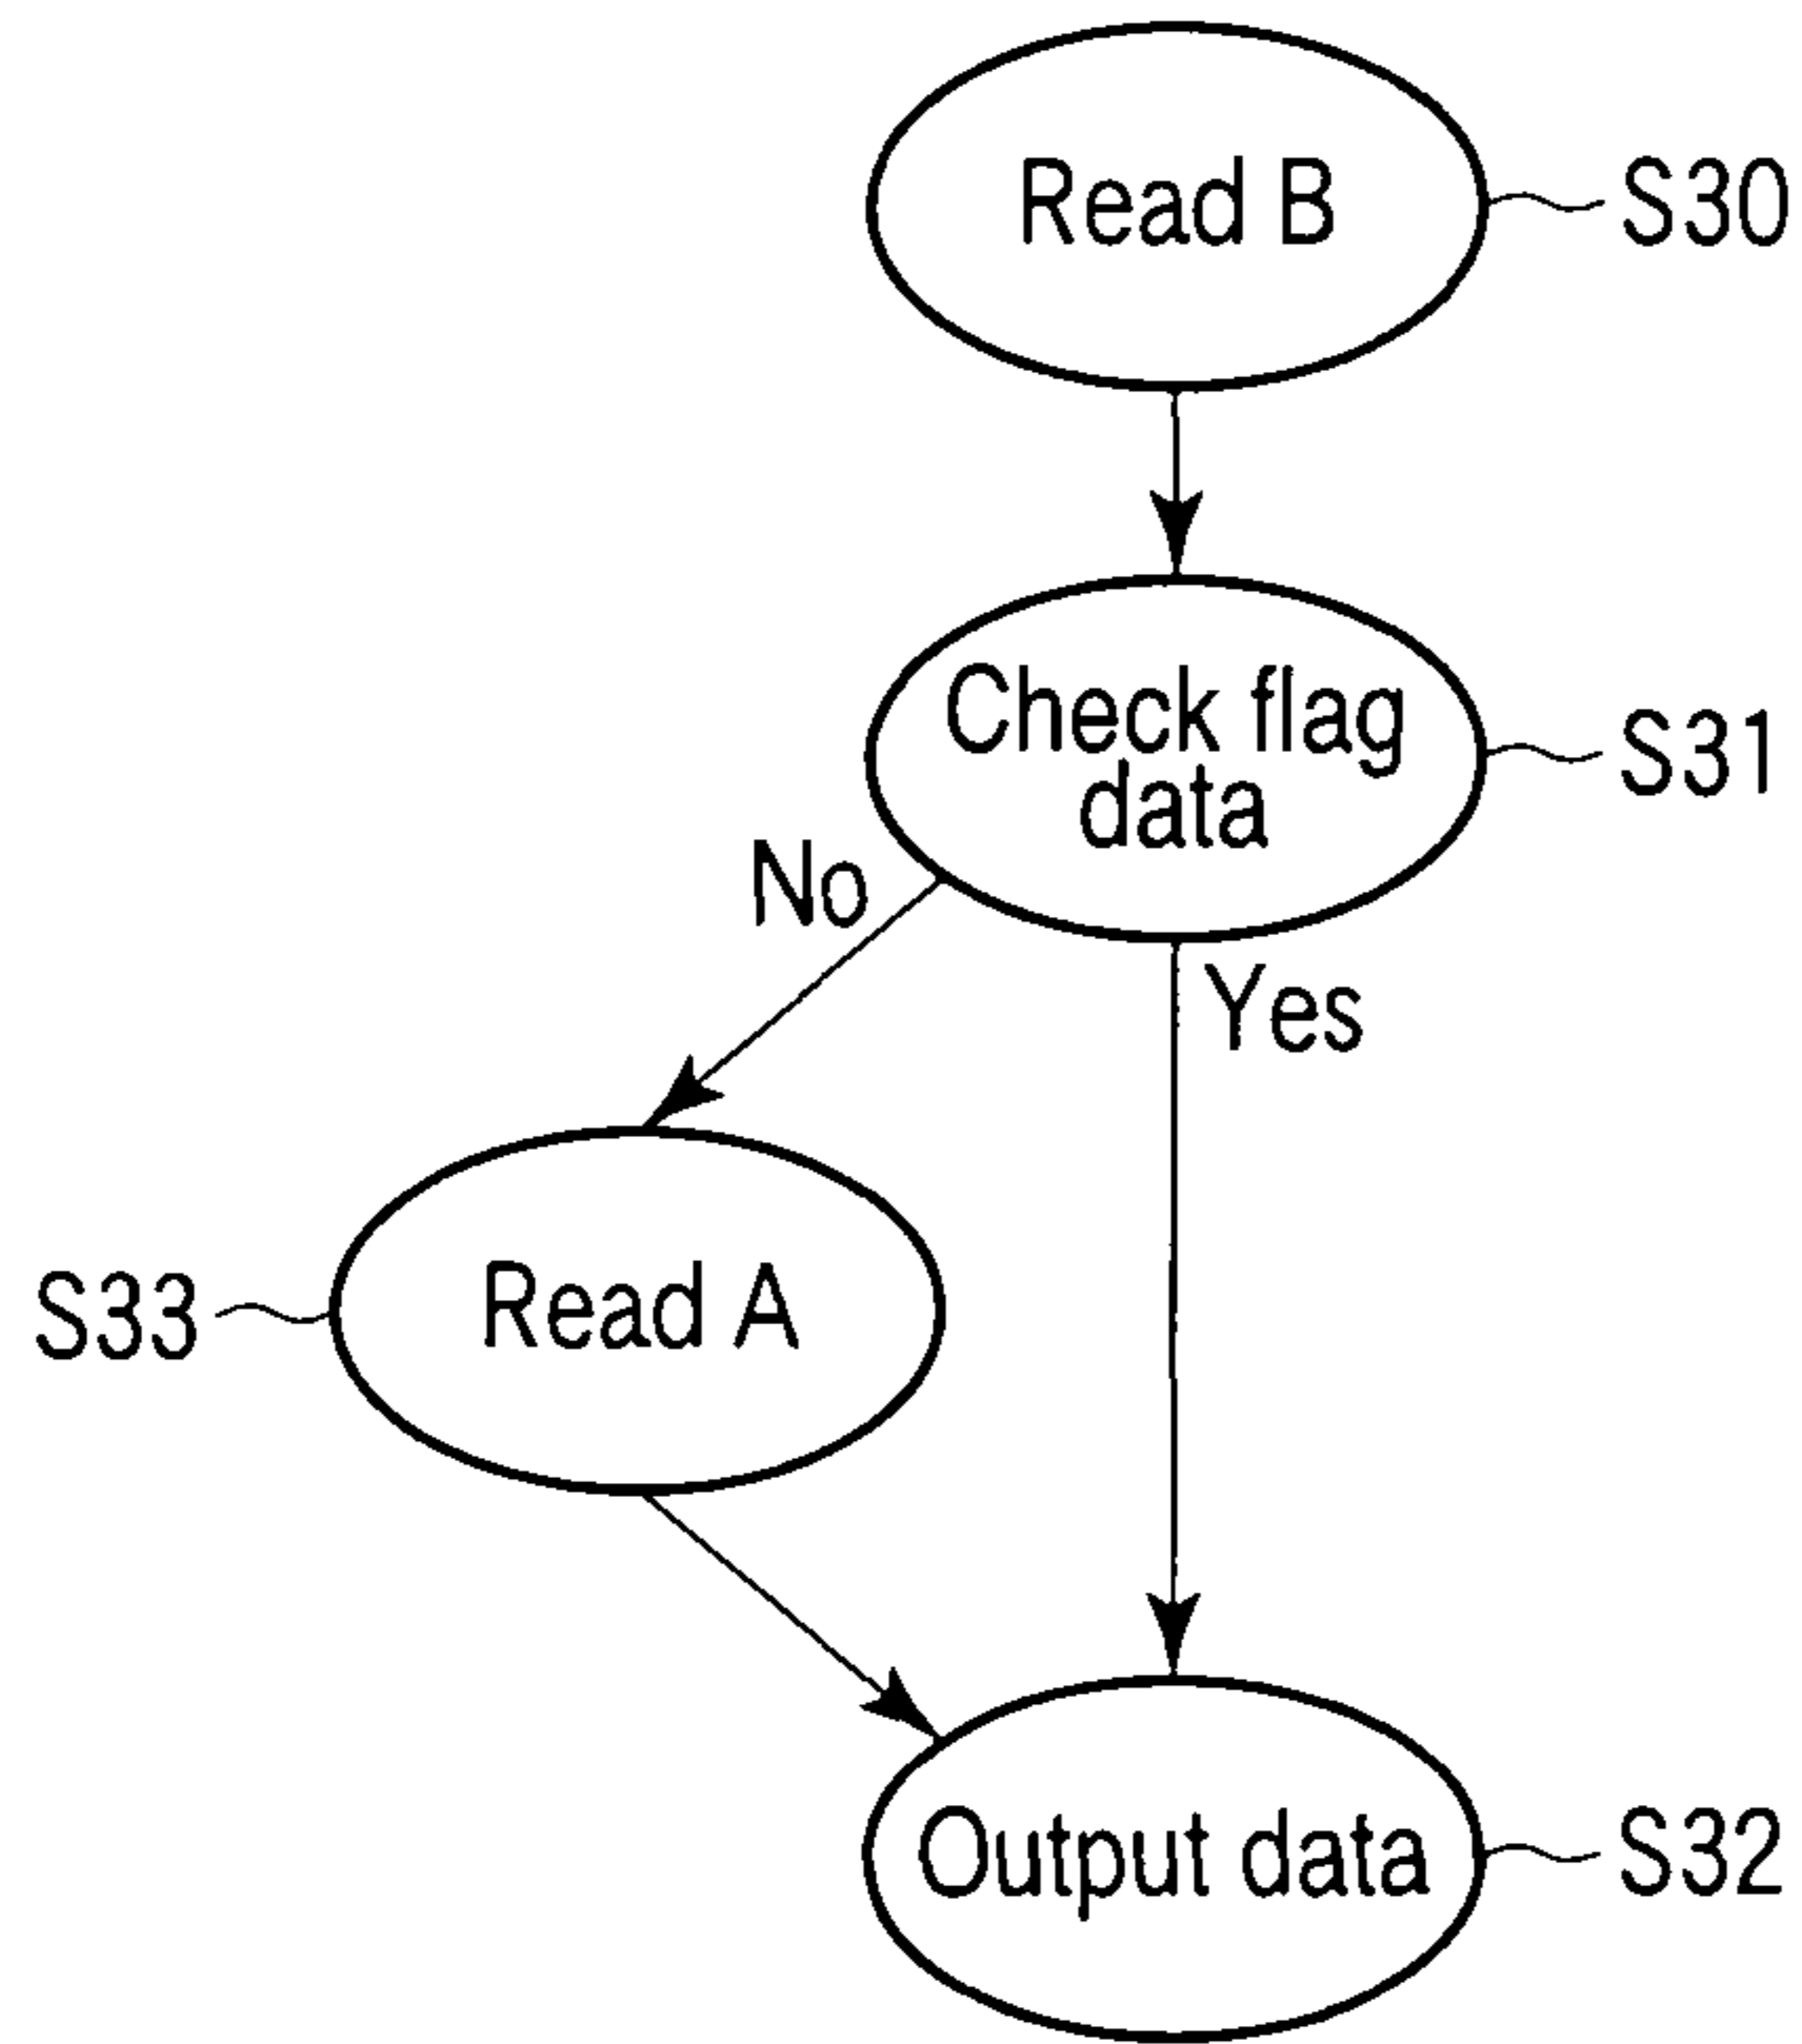 Read B
S30
Check flag
data
S31
No
Yes
S33
Read A
Output data
S32